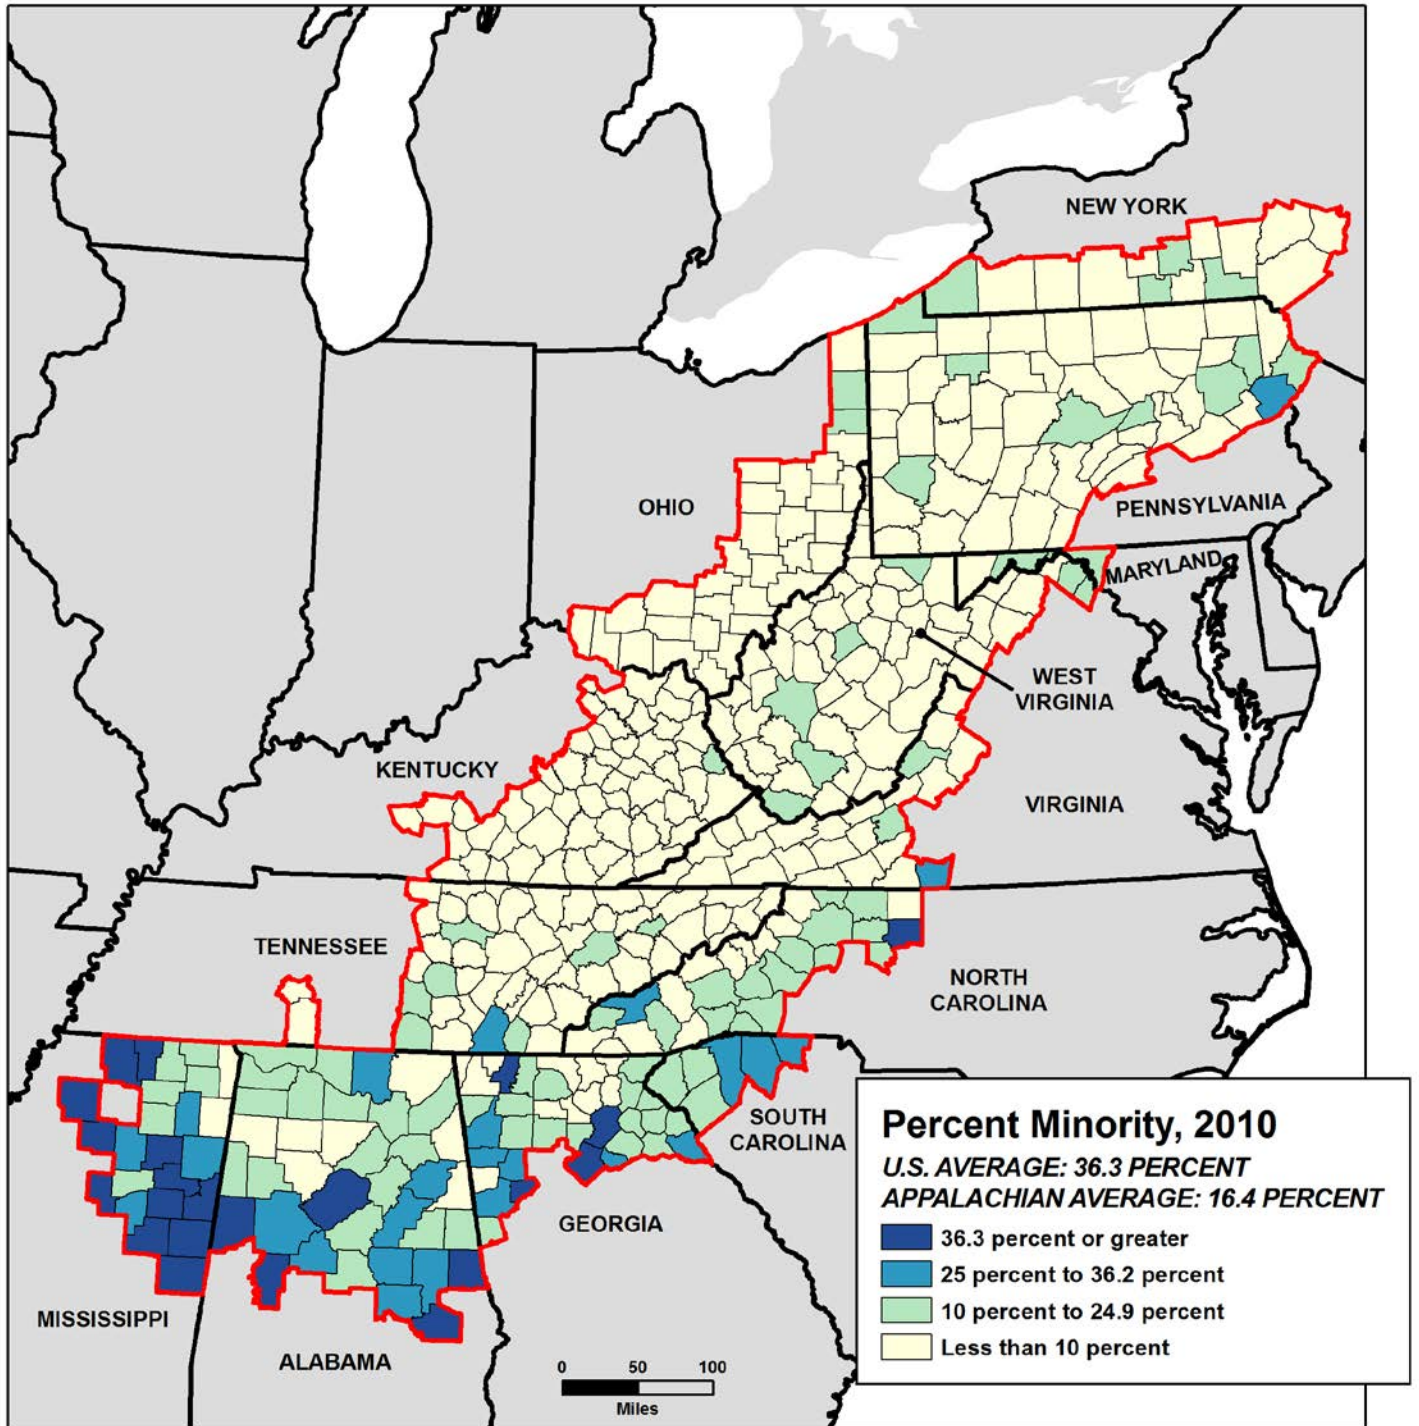 NEW YORK
OHIO
PENNSYLVANIA
MARYLAND
WEST
VIRGINIA
KENTUCKY
VIRGINIA
TENNESSEE
NORTH
CAROLINA
SOUTH
CAROLINA
GEORGIA
MISSISSIPPI
ALABAMA
Percent Minority, 2010
U.S. AVERAGE: 36.3 PERCENT
APPALACHIAN AVERAGE: 16.4 PERCENT
36.3 percent or greater
25 percent to 36.2 percent
10 percent to 24.9 percent
Less than 10 percent
0 50 100
Miles